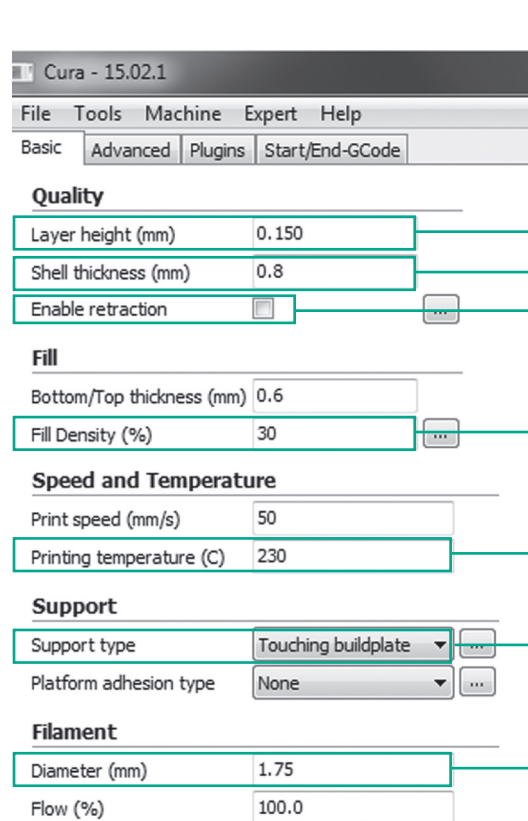 Cura - 15.02.1
File Tools Machine Expert Help
Basic Advanced Plugins Start/End-GCode
Quality
Layer height (mm) 0.150
Shell thickness (mm) 0.8
Enable retraction ...
Fill
Bottom/Top thickness (mm) 0.6
Fill Density (%) 30 ...
Speed and Temperature
Print speed (mm/s) 50
Printing temperature (C) 230
Support
Support type Touching buildplate ...
Platform adhesion type None ...
Filament
Diameter (mm) 1.75
Flow (%) 100.0